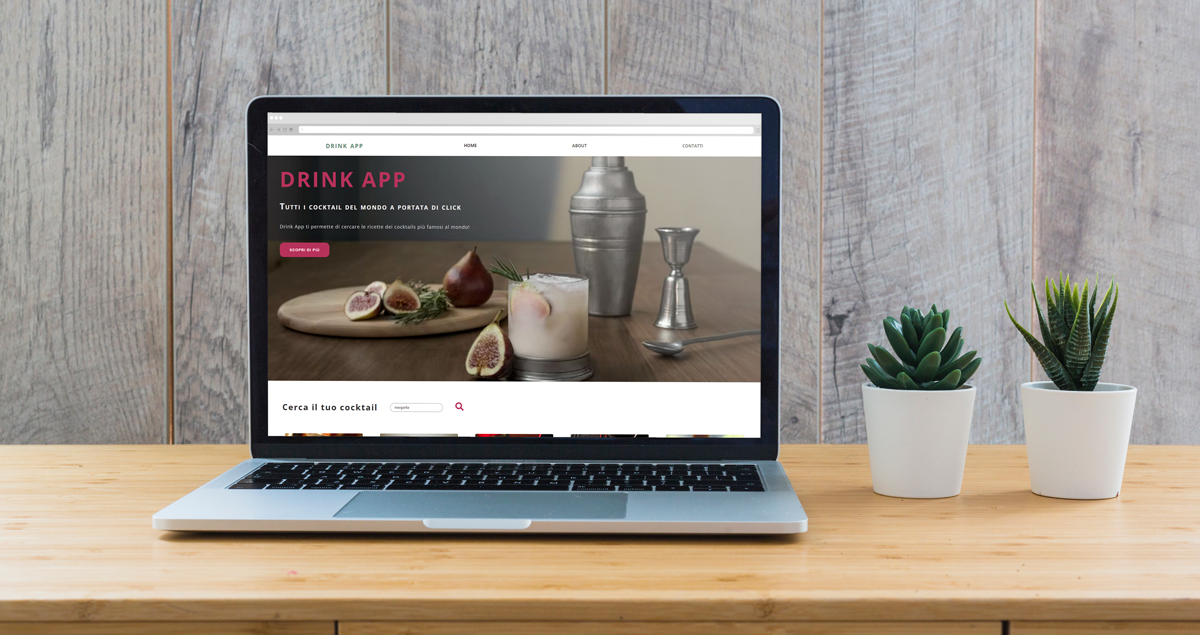 DRINK APP HOME ABOUT CONTATTI
DRINK APP
Tutti i cocktail del mondo a portata di click
Drink App ti permette di cercare le ricette dei cocktails più famosi al mondo!
SCOPRI DI PIÙ
Cerca il tuo cocktail